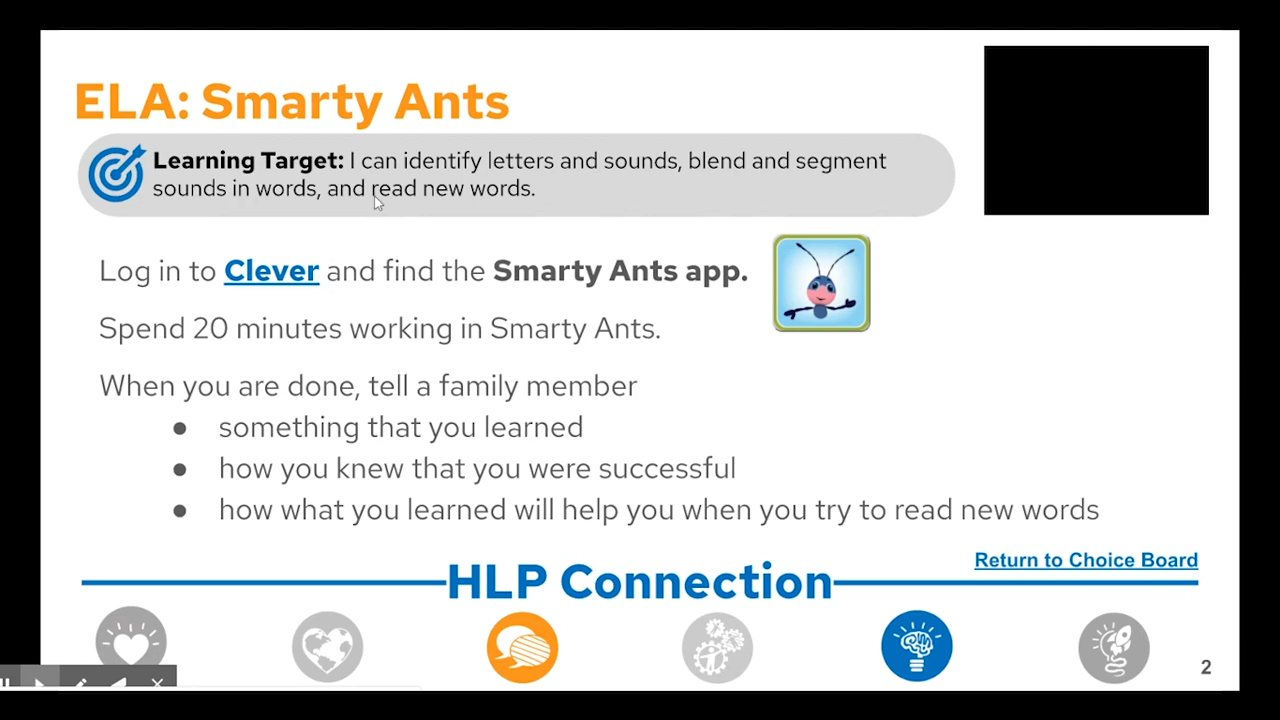 ELA: Smarty Ants
Learning Target: I can identify letters and sounds, blend and segment
sounds in words, and read new words.
Log in to Clever and find the Smarty Ants app.
Spend 20 minutes working in Smarty Ants.
When you are done, tell a family member
● something that you learned
● how you knew that you were successful
● how what you learned will help you when you try to read new words
Return to Choice Board
HLP Connection
2